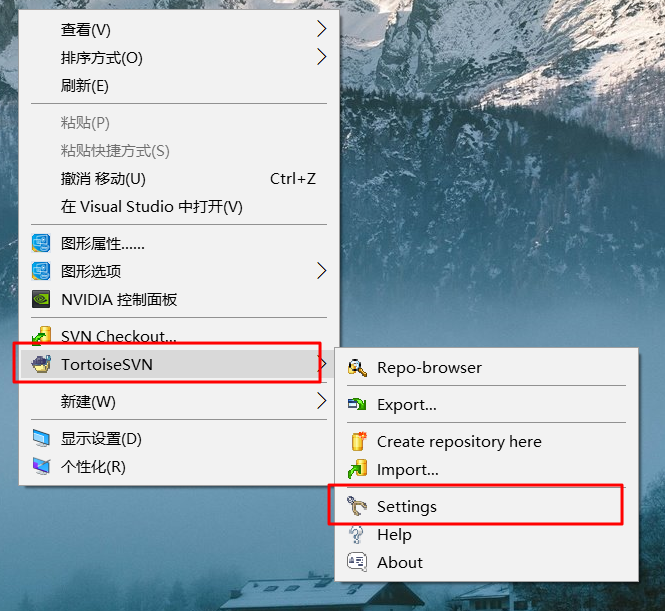 查看(V)
排序方式(O)
刷新(E)
粘贴(P)
粘贴快捷方式(S)
撤消 移动(U) Ctrl+Z
在 Visual Studio 中打开(V)
图形属性......
图形选项
NVIDIA 控制面板
SVN Checkout...
TortoiseSVN
新建(W)
显示设置(D)
个性化(R)
Repo-browser
Export...
Create repository here
Import...
Settings
Help
About